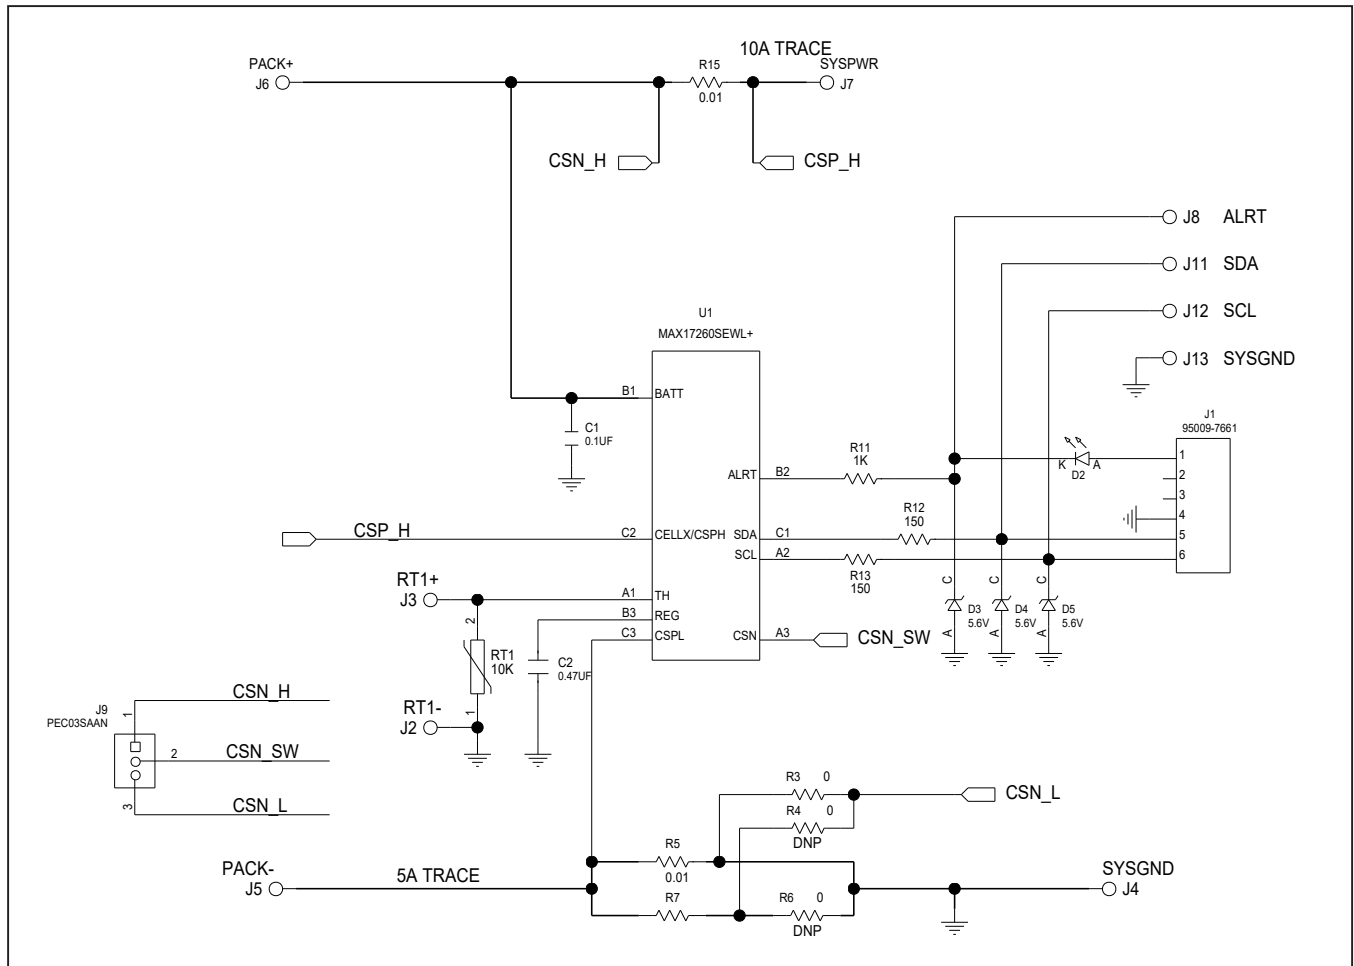 10A TRACE
PACK+
J6
R15
0.01
SYSPWR
J7
CSN_H
CSP_H
J8 ALRT
J11 SDA
J12 SCL
J13 SYSGND
U1
MAX17260SEWL+
B1 BATT
C1
0.1UF
J1
95009-7661
1
2
3
4
5
6
K A
D2
R11
1K
ALRT B2
R12
150
CSP_H
C2 CELLX/CSPH
SDA C1
SCL A2
R13
150
RT1+
J3
A1 TH
B3 REG
C3 CSPL
CSN A3
CSN_SW
C
D3
5.6V
A
C
D4
5.6V
A
C
D5
5.6V
A
2
RT1
10K
1
C2
0.47UF
RT1-
J2
J9
PEC03SAAN
1
CSN_H
2
CSN_SW
3
CSN_L
R3 0
CSN_L
R4 0
DNP
R5
0.01
PACK-
J5
5A TRACE
R7
R6 0
DNP
SYSGND
J4